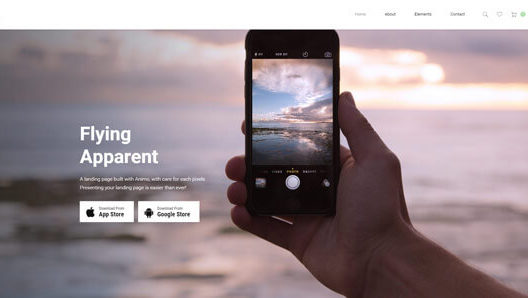 Home About Elements Contact
Flying
Apparent
A landing page built with Animo, with care for each pixels.
Presenting your landing page is easier than ever!
Download From
App Store
Download From
Google Store